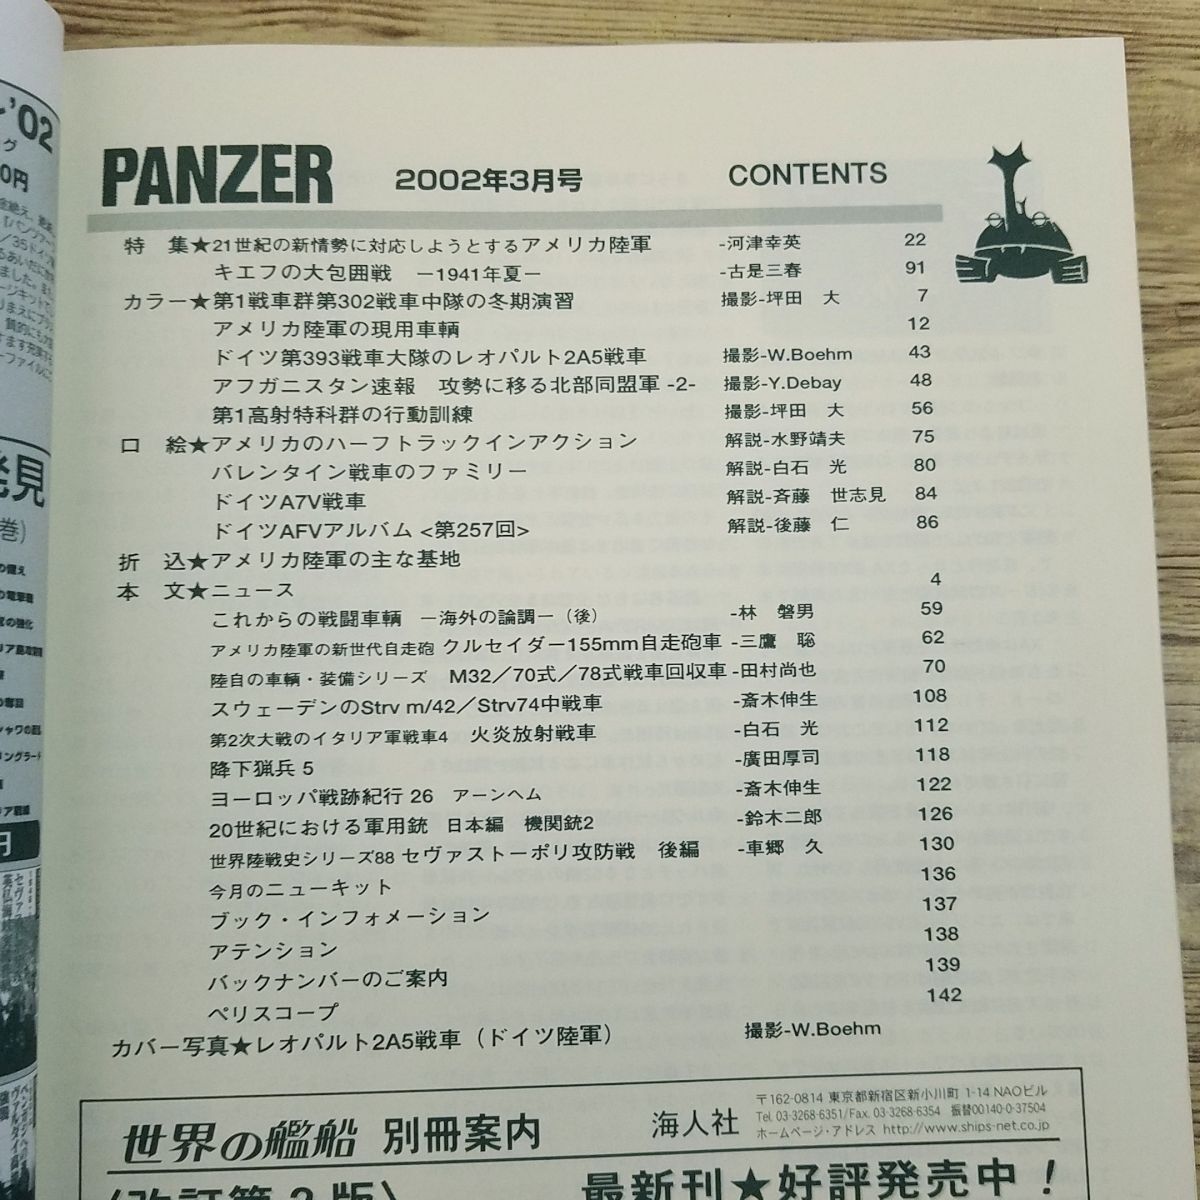 PANZER 2002年3月号 CONTENTS
特 集★21世紀の新情勢に対応しようとするアメリカ陸軍 -河津幸英 22
キエフの大包囲戦 ー1941年夏ー -古是三春 91
カラー★第1戦車群第302戦車中隊の冬期演習 撮影-坪田 大 7
アメリカ陸軍の現用車輌 12
ドイツ第393戦車大隊のレオパルト2A5戦車 撮影-W.Boehm 43
アフガニスタン速報 攻勢に移る北部同盟軍 -2- 撮影-Y.Debay 48
第1高射特科群の行動訓練 撮影-坪田 大 56
口 絵★アメリカのハーフトラックインアクション 解説-水野靖夫 75
バレンタイン戦車のファミリー 解説-白石 光 80
ドイツA7V戦車 解説-斉藤 世志見 84
ドイツAFVアルバム <第257回> 解説-後藤 仁 86
折 込★アメリカ陸軍の主な基地
本 文★ニュース 4
これからの戦闘車輌 ー海外の論調ー（後） -林 磐男 59
アメリカ陸軍の新世代自走砲 クルセイダー155mm自走砲車 -三鷹 聡 62
陸自の車輌・装備シリーズ M32／70式／78式戦車回収車 -田村尚也 70
スウェーデンのStrv m/42／Strv74中戦車 -斎木伸生 108
第2次大戦のイタリア軍戦車4 火炎放射戦車 -白石 光 112
降下猟兵 5 -廣田厚司 118
ヨーロッパ戦跡紀行 26 アーンヘム -斎木伸生 122
20世紀における軍用銃 日本編 機関銃2 -鈴木二郎 126
世界陸戦史シリーズ88 セヴァストーポリ攻防戦 後編 -車郷 久 130
今月のニューキット 136
ブック・インフォメーション 137
アテンション 138
バックナンバーのご案内 139
ペリスコープ 142
カバー写真★レオパルト2A5戦車（ドイツ陸軍） 撮影-W.Boehm
世界の艦船 別冊案内 海人社
〒162-0814 東京都新宿区新小川町 1-14 NAOビル
Tel. 03-3268-6351/Fax. 03-3268-6354 振替00140-0-37504
ホームページ・アドレス http://www.ships-net.co.jp
最新刊★好評発売中！